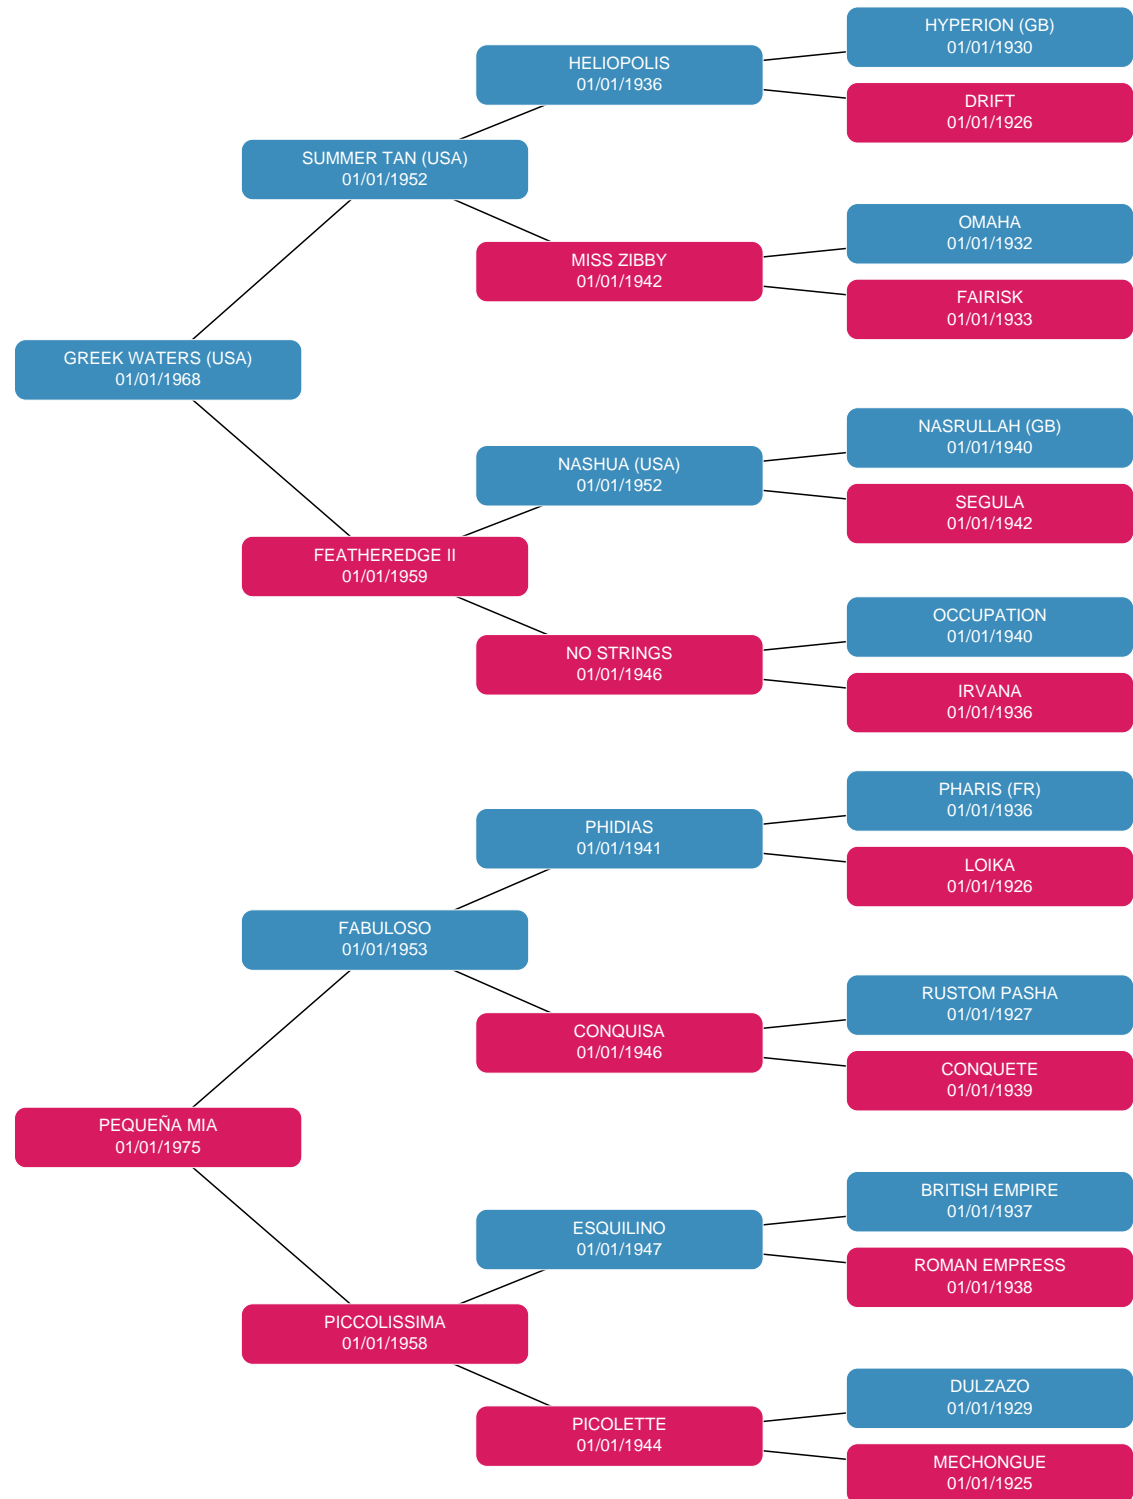 HYPERION (GB)
01/01/1930
HELIOPOLIS
01/01/1936
DRIFT
01/01/1926
SUMMER TAN (USA)
01/01/1952
OMAHA
01/01/1932
MISS ZIBBY
01/01/1942
FAIRISK
01/01/1933
GREEK WATERS (USA)
01/01/1968
NASRULLAH (GB)
01/01/1940
NASHUA (USA)
01/01/1952
SEGULA
01/01/1942
FEATHEREDGE II
01/01/1959
OCCUPATION
01/01/1940
NO STRINGS
01/01/1946
IRVANA
01/01/1936
PHARIS (FR)
01/01/1936
PHIDIAS
01/01/1941
LOIKA
01/01/1926
FABULOSO
01/01/1953
RUSTOM PASHA
01/01/1927
CONQUISA
01/01/1946
CONQUETE
01/01/1939
PEQUEÑA MIA
01/01/1975
BRITISH EMPIRE
01/01/1937
ESQUILINO
01/01/1947
ROMAN EMPRESS
01/01/1938
PICCOLISSIMA
01/01/1958
DULZAZO
01/01/1929
PICOLETTE
01/01/1944
MECHONGUE
01/01/1925